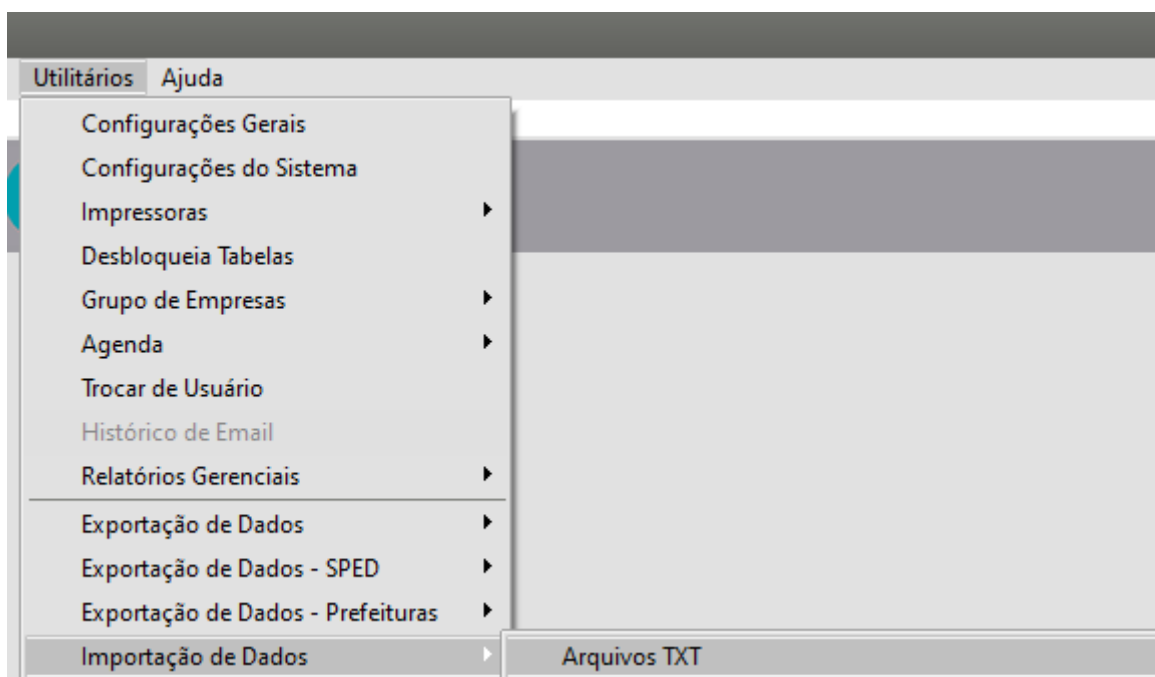 Utilitários Ajuda
Configurações Gerais
Configurações do Sistema
Impressoras
Desbloqueia Tabelas
Grupo de Empresas
Agenda
Trocar de Usuário
Histórico de Email
Relatórios Gerenciais
Exportação de Dados
Exportação de Dados - SPED
Exportação de Dados - Prefeituras
Importação de Dados Arquivos TXT